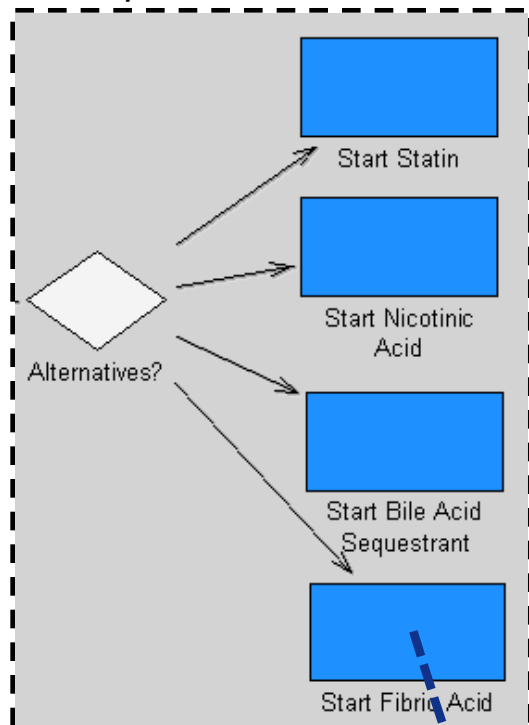 Start Statin
Start Nicotinic
Acid
Alternatives?
Start Bile Acid
Sequestrant
Start Fibric Acid